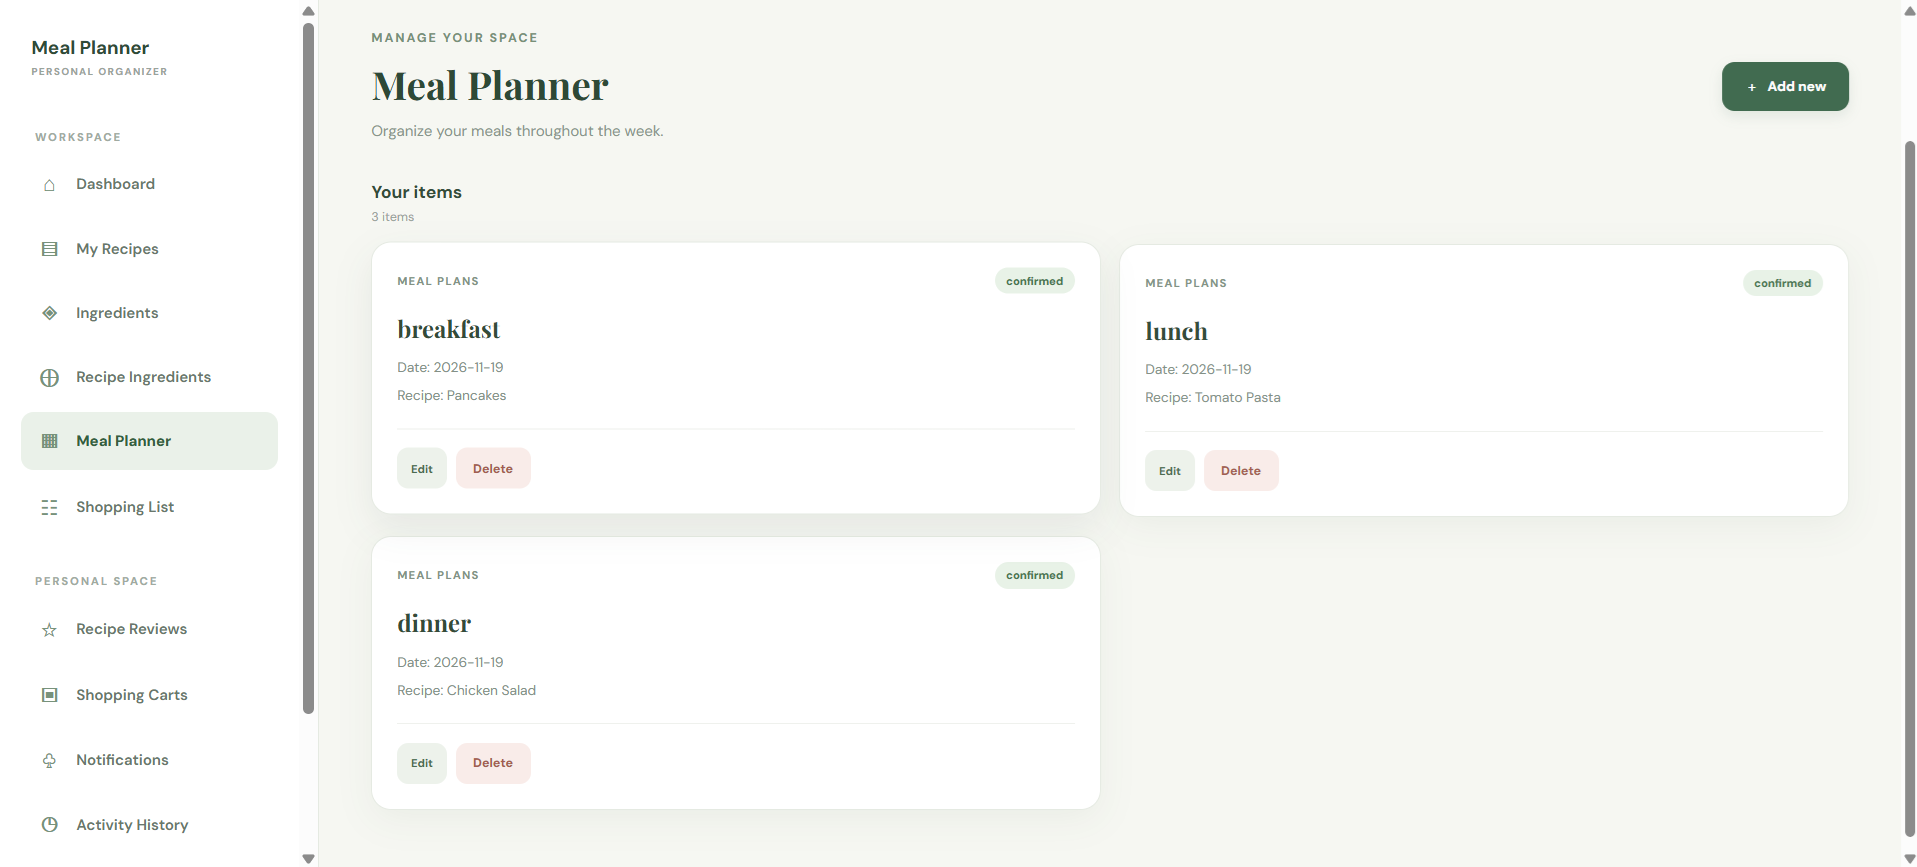 Meal Planner
PERSONAL ORGANIZER
WORKSPACE
Dashboard
My Recipes
Ingredients
Recipe Ingredients
Meal Planner
Shopping List
PERSONAL SPACE
Recipe Reviews
Shopping Carts
Notifications
Activity History
MANAGE YOUR SPACE
Meal Planner
Organize your meals throughout the week.
+ Add new
Your items
3 items
MEAL PLANS
confirmed
breakfast
Date: 2026-11-19
Recipe: Pancakes
Edit
Delete
MEAL PLANS
confirmed
lunch
Date: 2026-11-19
Recipe: Tomato Pasta
Edit
Delete
MEAL PLANS
confirmed
dinner
Date: 2026-11-19
Recipe: Chicken Salad
Edit
Delete